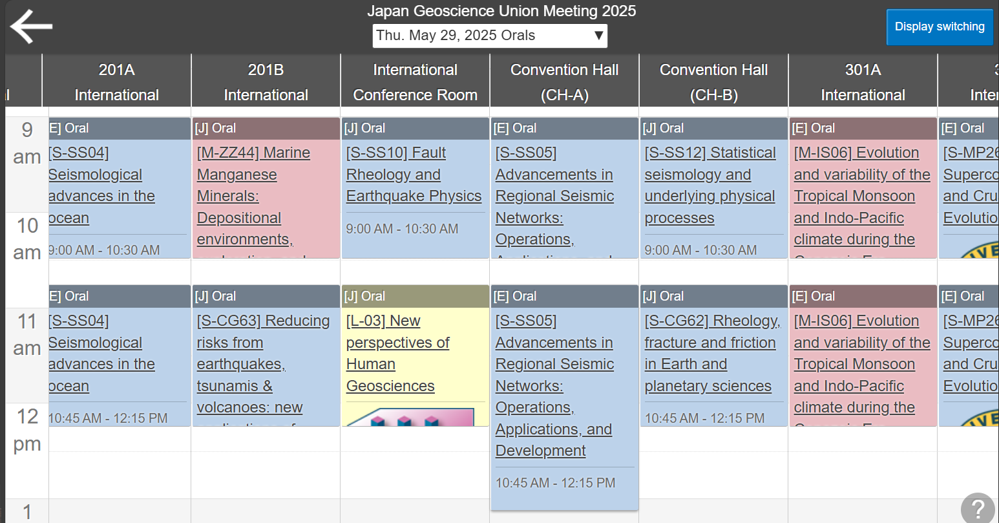 Japan Geoscience Union Meeting 2025
Thu. May 29, 2025 Orals ▼
Display switching
201A
International
201B
International
International
Conference Room
Convention Hall
(CH-A)
Convention Hall
(CH-B)
301A
International
9
am
10
am
11
am
12
pm
1
E] Oral
[S-SS04]
Seismological
advances in the
ocean
9:00 AM - 10:30 AM
E] Oral
[S-SS04]
Seismological
advances in the
ocean
10:45 AM - 12:15 PM
[J] Oral
[M-ZZ44] Marine
Manganese
Minerals:
Depositional
environments,
[J] Oral
[S-CG63] Reducing
risks from
earthquakes,
tsunamis &
volcanoes: new
[J] Oral
[S-SS10] Fault
Rheology and
Earthquake Physics
9:00 AM - 10:30 AM
[J] Oral
[L-03] New
perspectives of
Human
Geosciences
[E] Oral
[S-SS05]
Advancements in
Regional Seismic
Networks:
Operations,
[E] Oral
[S-SS05]
Advancements in
Regional Seismic
Networks:
Operations,
Applications, and
Development
10:45 AM - 12:15 PM
[J] Oral
[S-SS12] Statistical
seismology and
underlying physical
processes
9:00 AM - 10:30 AM
[J] Oral
[S-CG62] Rheology,
fracture and friction
in Earth and
planetary sciences
10:45 AM - 12:15 PM
[E] Oral
[M-IS06] Evolution
and variability of the
Tropical Monsoon
and Indo-Pacific
climate during the
[E] Oral
[M-IS06] Evolution
and variability of the
Tropical Monsoon
and Indo-Pacific
climate during the
[E] Oral
[S-MP26
Superco
and Cru
Evolutio
[E] Oral
[S-MP26
Superco
and Cru
Evolutio
?